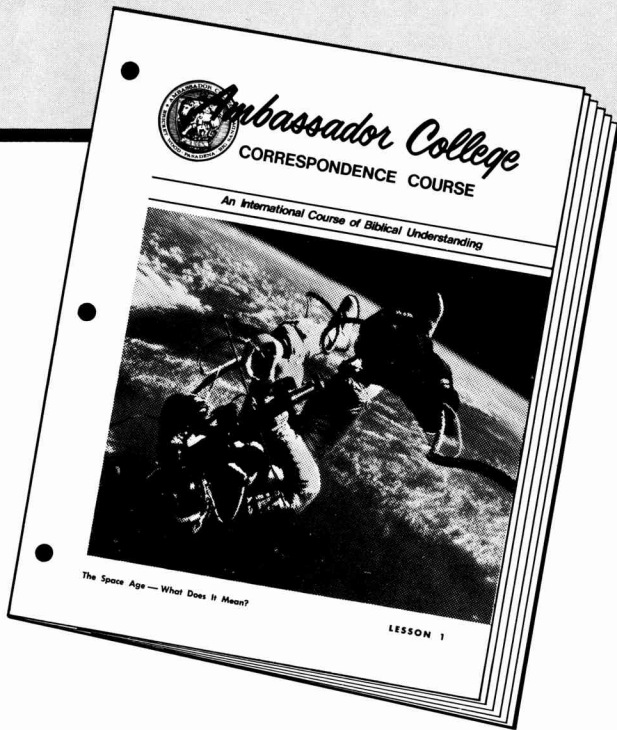 Ambassador College
CORRESPONDENCE COURSE
An International Course of Biblical Understanding
The Space Age — What Does It Mean?
LESSON 1